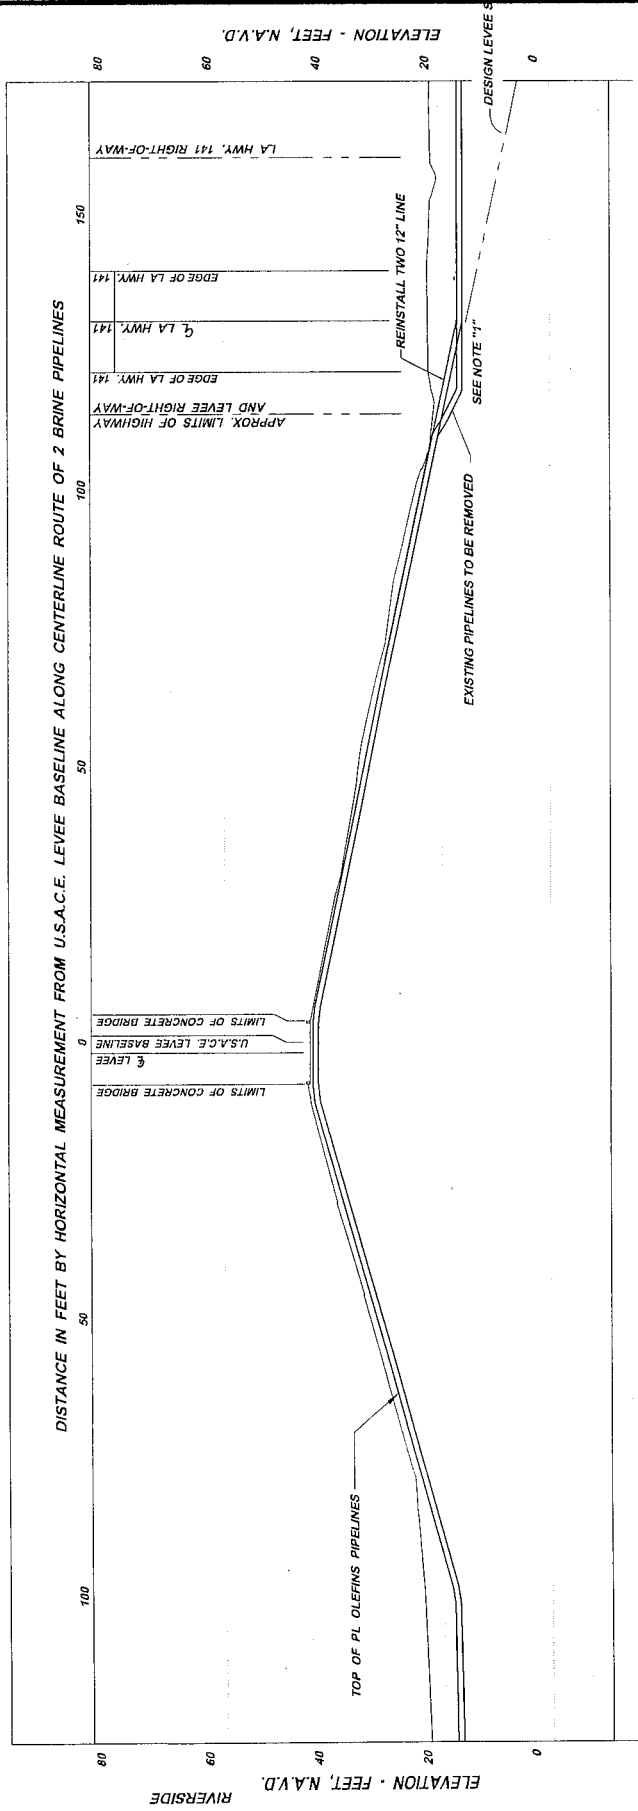 DISTANCE IN FEET BY HORIZONTAL MEASUREMENT FROM U.S.A.C.E. LEVEE BASELINE ALONG CENTERLINE ROUTE OF 2 BRINE PIPELINES
100
50
0
50
100
150
RIVERSIDE
ELEVATION - FEET, N.A.V.D.
80
60
40
20
0
LIMITS OF CONCRETE BRIDGE
℄ LEVEE
U.S.A.C.E. LEVEE BASELINE
LIMITS OF CONCRETE BRIDGE
APPROX. LIMITS OF HIGHWAY
AND LEVEE RIGHT-OF-WAY
EDGE OF LA HWY. 141
℄ LA HWY. 141
EDGE OF LA HWY. 141
LA HWY. 141 RIGHT-OF-WAY
TOP OF PL OLEFINS PIPELINES
EXISTING PIPELINES TO BE REMOVED
SEE NOTE "1"
REINSTALL TWO 12" LINE
DESIGN LEVEE S
80
60
40
20
0
ELEVATION - FEET, N.A.V.D.